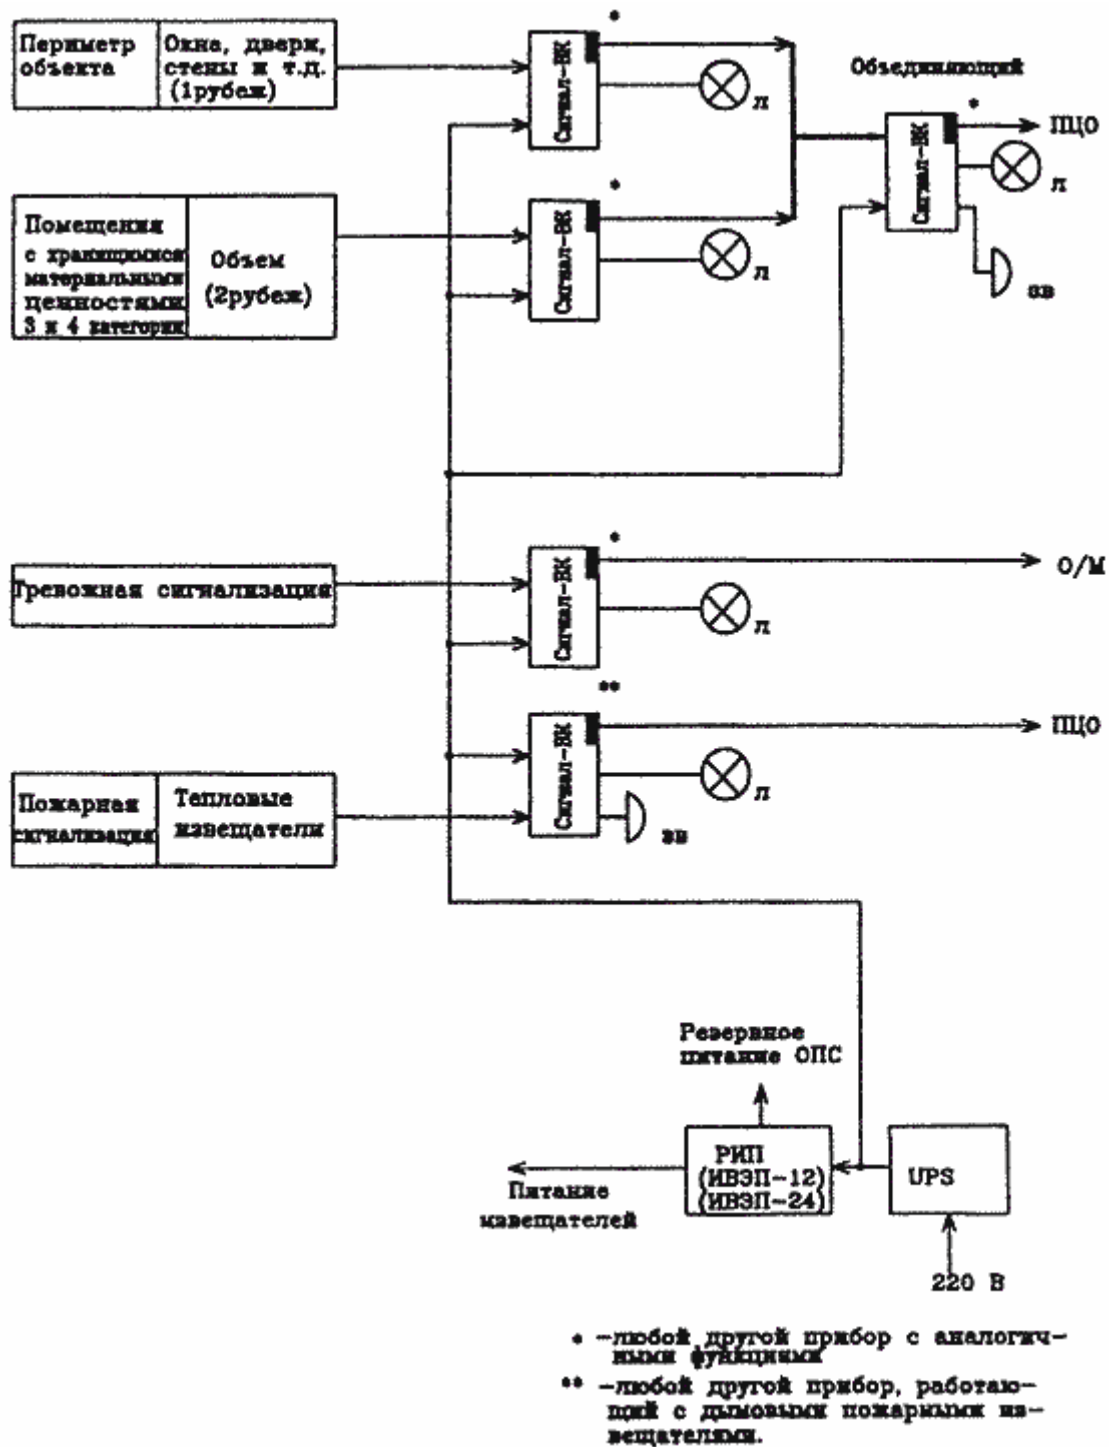 Периметр
объекта
Окна, двери,
стены и т.д.
(1рубеж)
Сигнал-ВК
*
Л
Объединяющий
Сигнал-ВК
*
ПЦО
Л
зв
Помещения
с хранящимися
материальными
ценностями
3 и 4 категории
Объем
(2рубеж)
Сигнал-ВК
*
Л
Тревожная сигнализация
Сигнал-ВК
*
О/М
Л
Пожарная
сигнализация
Тепловые
извещатели
Сигнал-ВК
**
ПЦО
Л
зв
Резервное
питание ОПС
РИП
(ИВЭП-12)
(ИВЭП-24)
UPS
Питание
извещателей
220 В
* -любой другой прибор с аналогич-
ными функциями
** -любой другой прибор, работаю-
щий с дымовыми пожарными из-
вещателями.